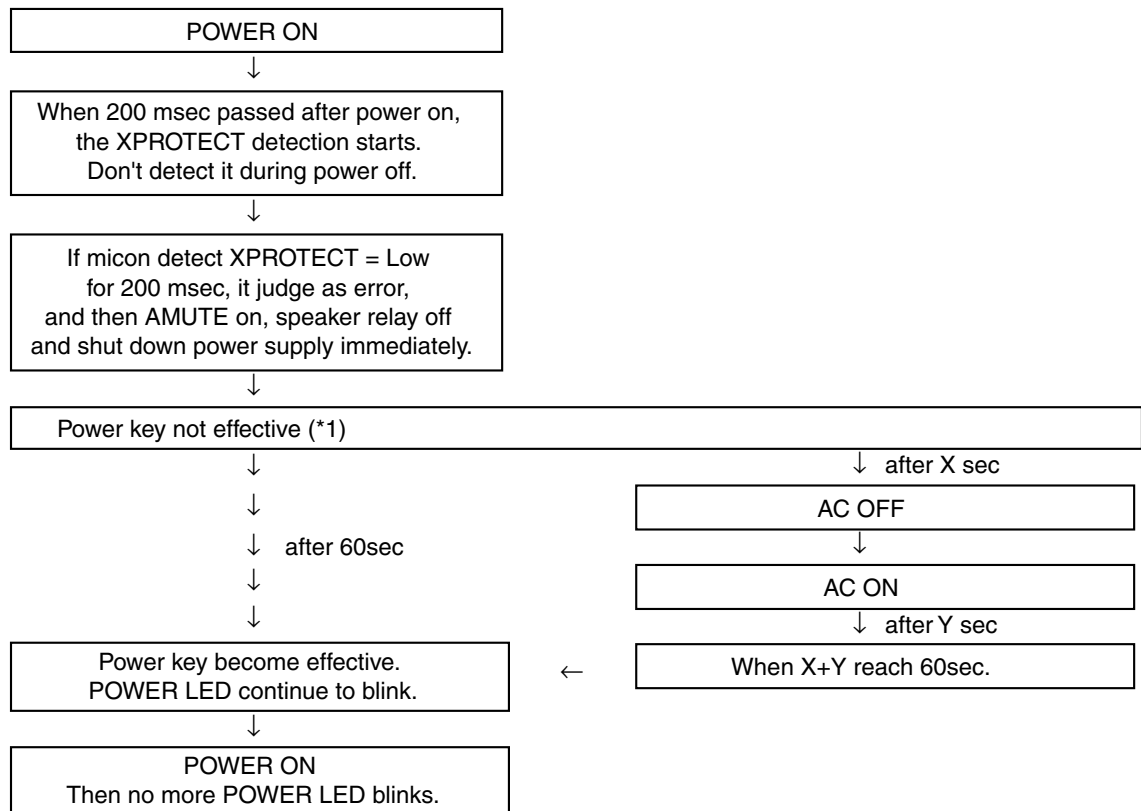 POWER ON
↓
When 200 msec passed after power on,
the XPROTECT detection starts.
Don't detect it during power off.
↓
If micon detect XPROTECT = Low
for 200 msec, it judge as error,
and then AMUTE on, speaker relay off
and shut down power supply immediately.
↓
Power key not effective (*1)
↓
↓
↓ after 60sec
↓
↓
↓ after X sec
AC OFF
↓
AC ON
↓ after Y sec
When X+Y reach 60sec.
←
Power key become effective.
POWER LED continue to blink.
↓
POWER ON
Then no more POWER LED blinks.